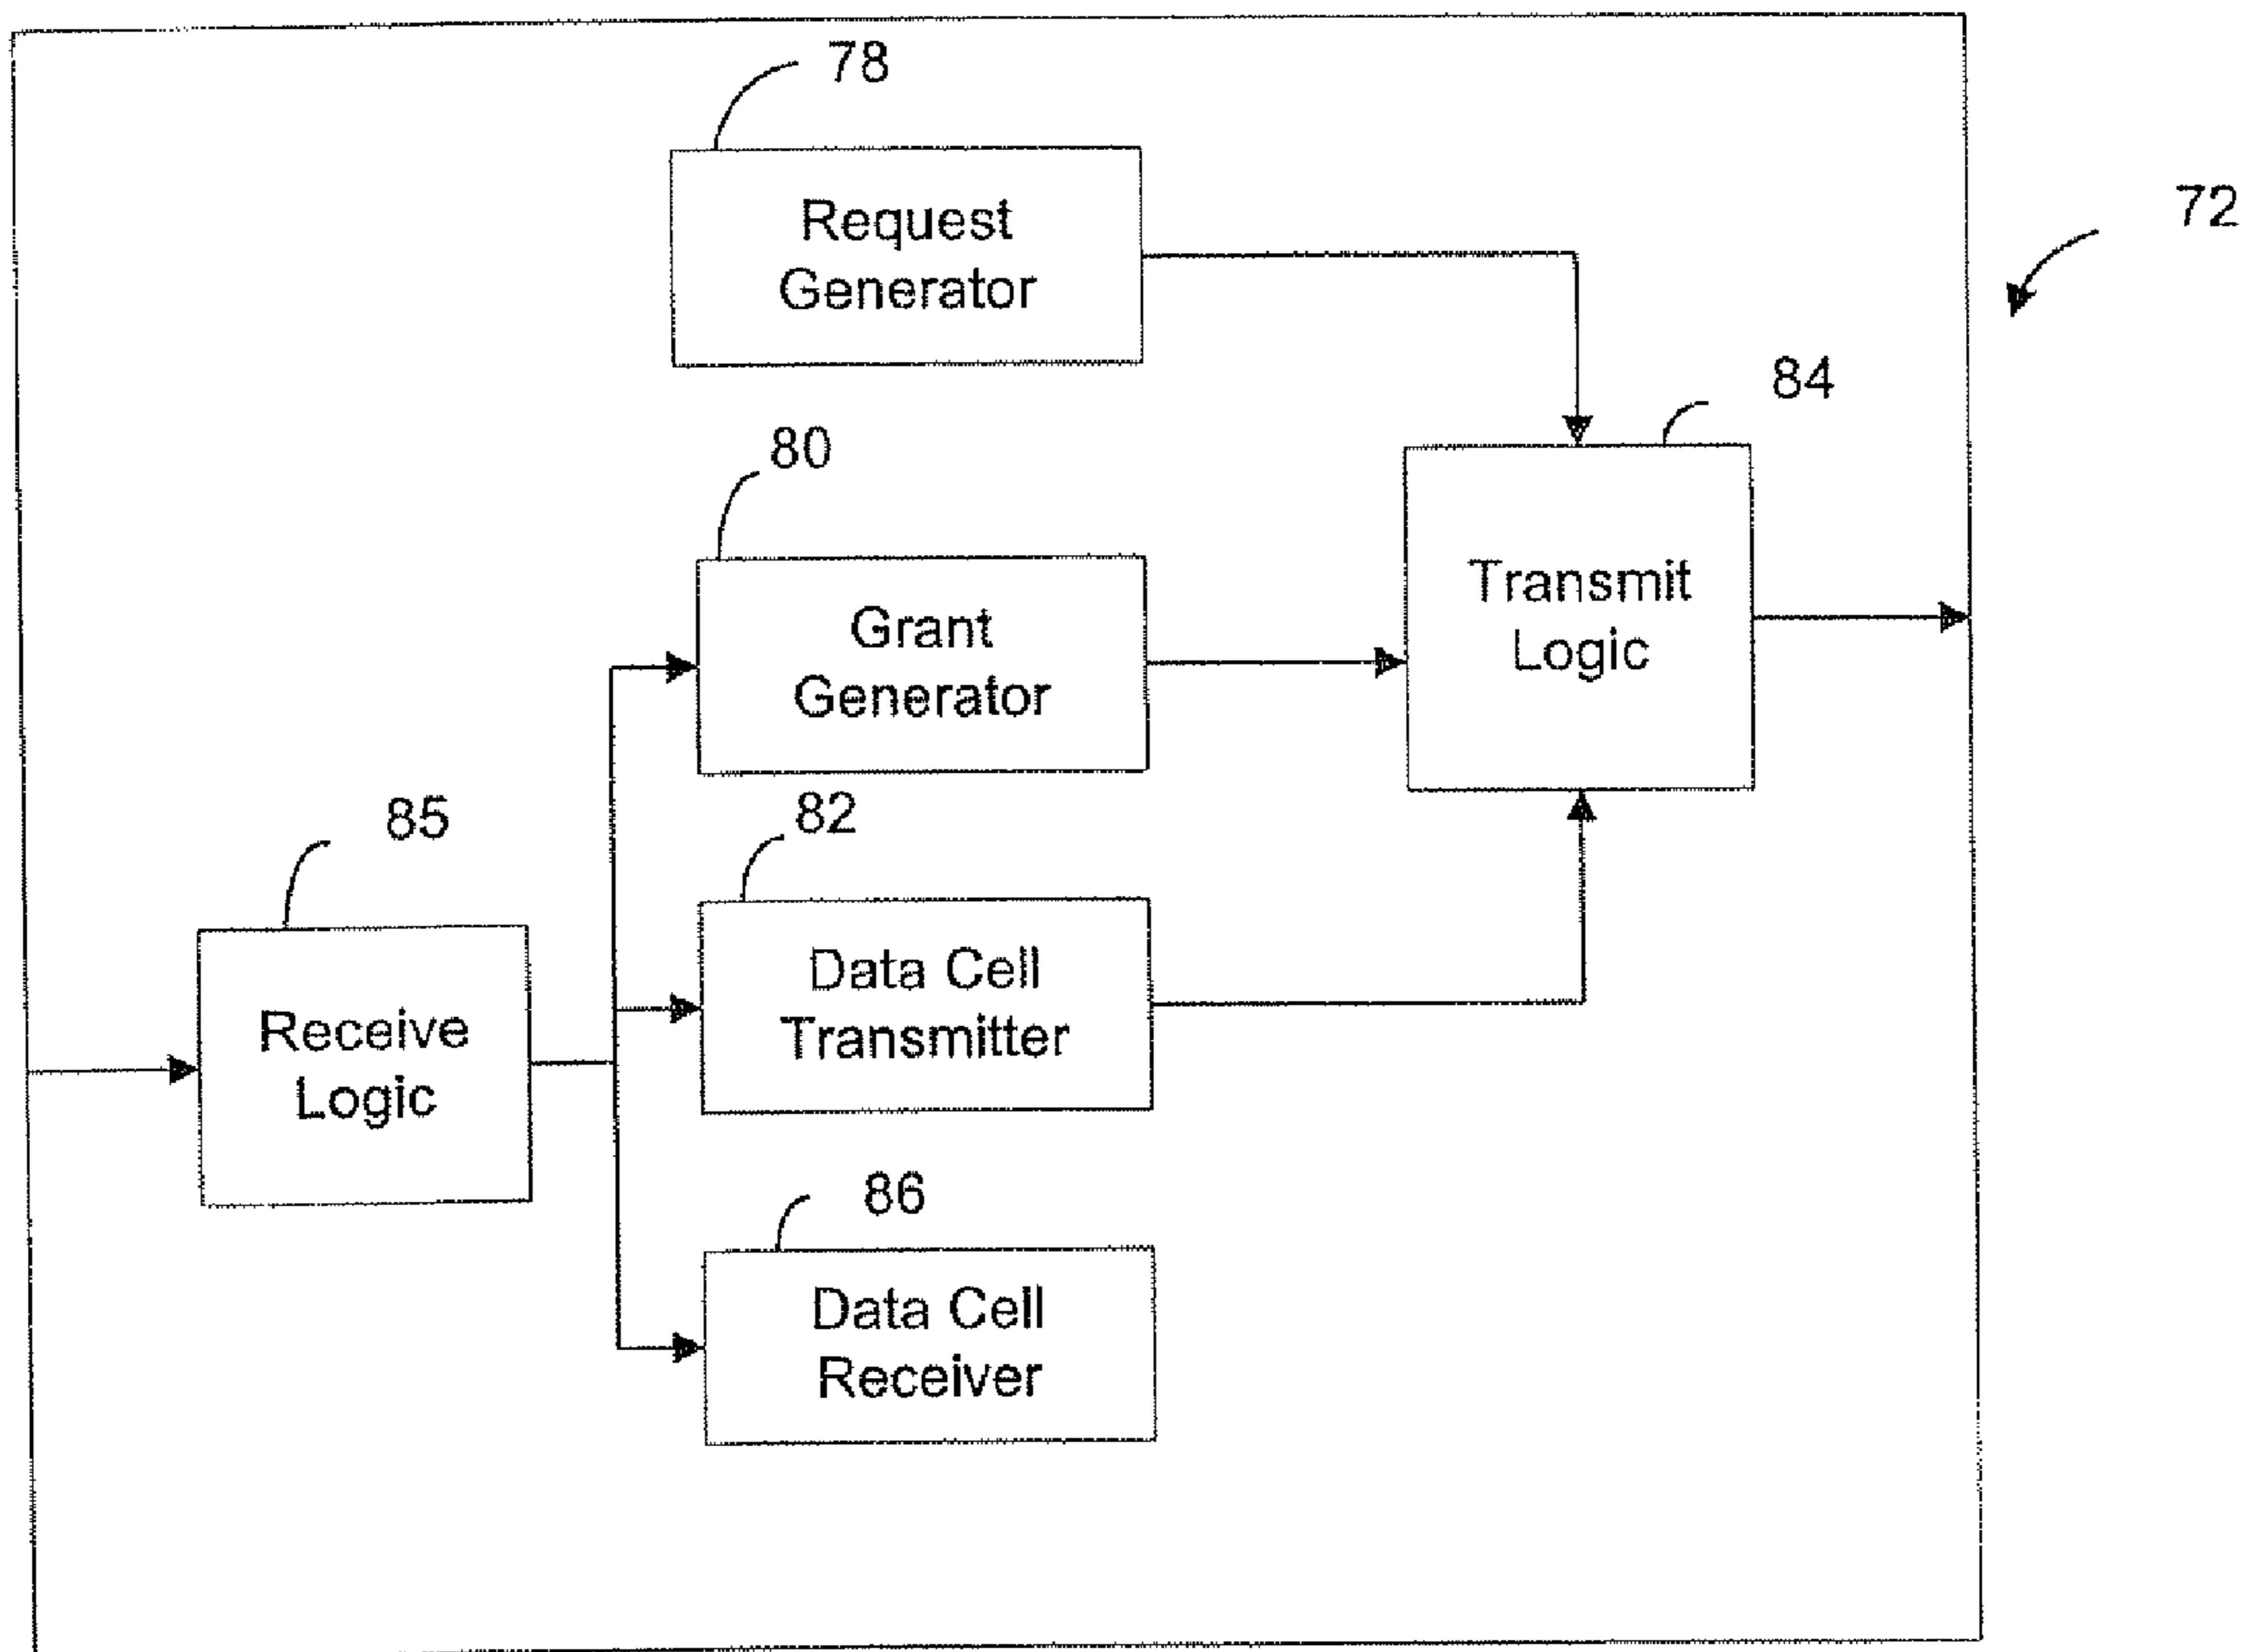 78
Request
Generator
72
84
80
Grant
Generator
Transmit
Logic
85
82
Data Cell
Transmitter
Receive
Logic
86
Data Cell
Receiver